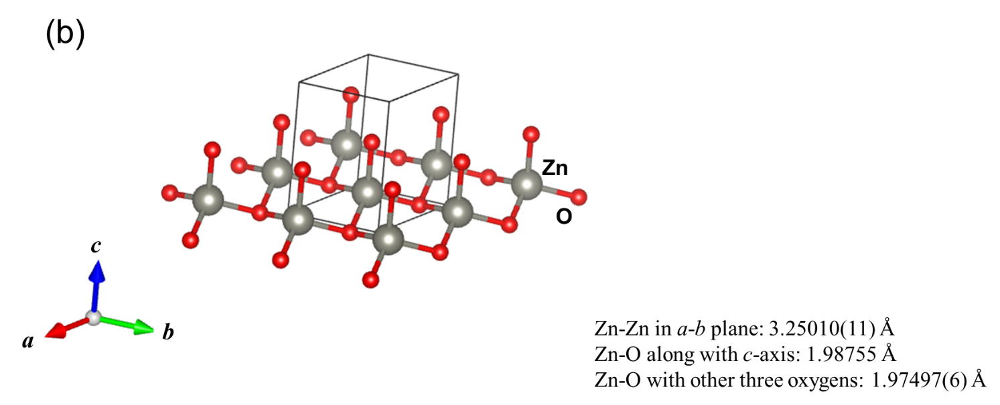 (b)
Zn
O
c
a
b
Zn-Zn in a-b plane: 3.25010(11) Å
Zn-O along with c-axis: 1.98755 Å
Zn-O with other three oxygens: 1.97497(6) Å